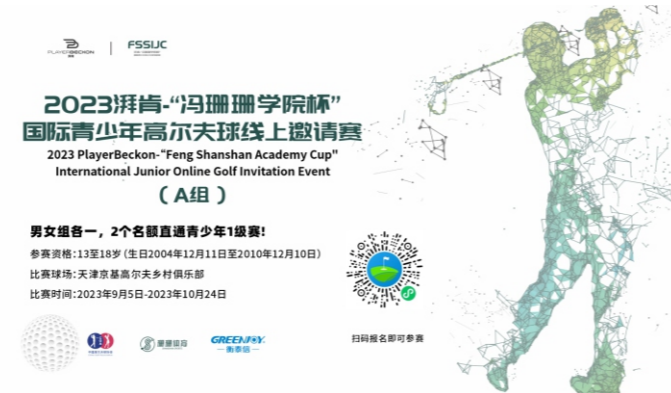 PLAYERBECKON
FSSIJC
2023湃肯-“冯珊珊学院杯”
国际青少年高尔夫球线上邀请赛
2023 PlayerBeckon-“Feng Shanshan Academy Cup"
International Junior Online Golf Invitation Event
（ A组 ）
男女组各一，2个名额直通青少年1级赛!
参赛资格：13至18岁（生日2004年12月11日至2010年12月10日）
比赛球场：天津京基高尔夫乡村俱乐部
比赛时间：2023年9月5日-2023年10月24日
GREENJOY
衡泰信
扫码报名即可参赛